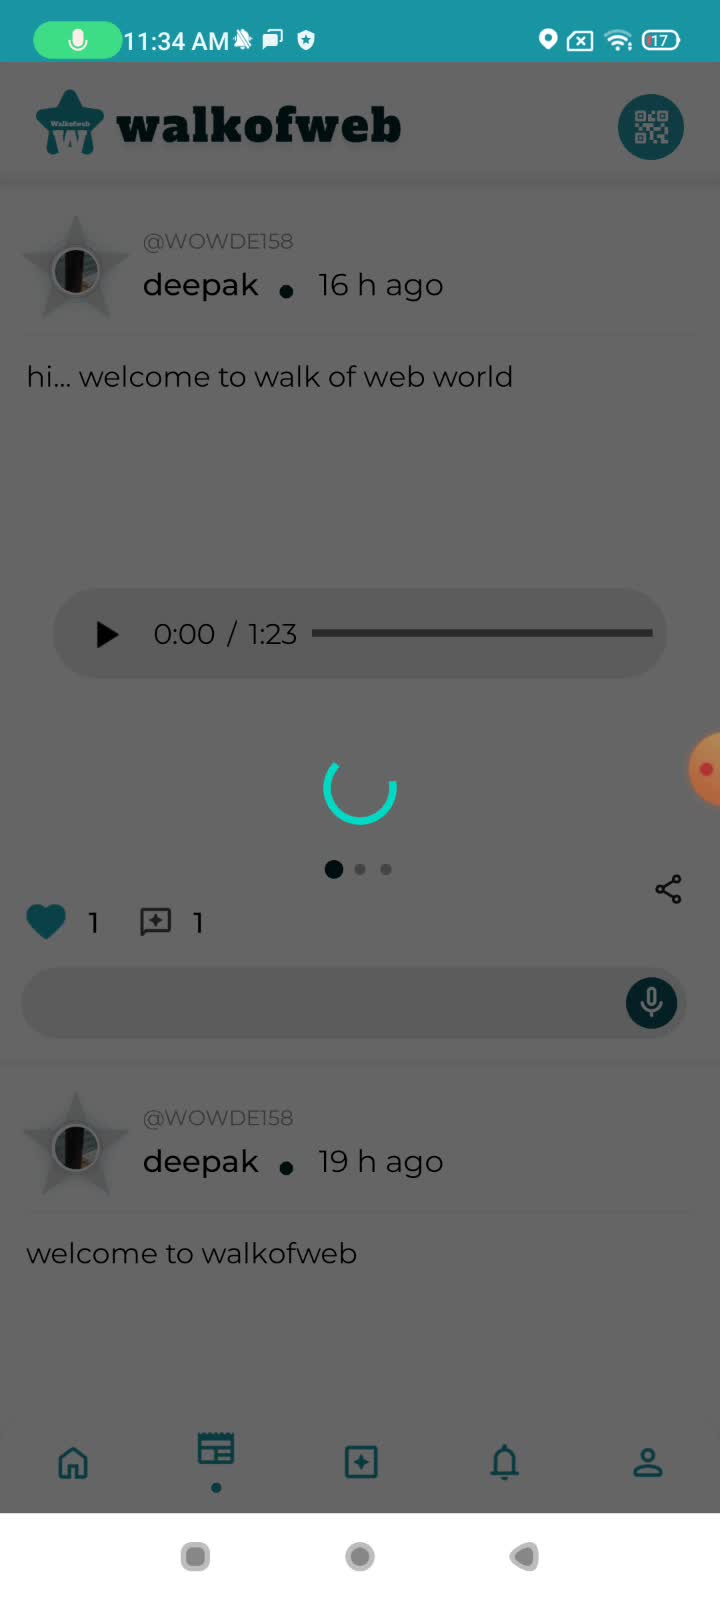 11:34 AM
17
Walkofweb
W
walkofweb
@WOWDE158
deepak
16 h ago
hi... welcome to walk of web world
0:00 / 1:23
1
1
@WOWDE158
deepak
19 h ago
welcome to walkofweb